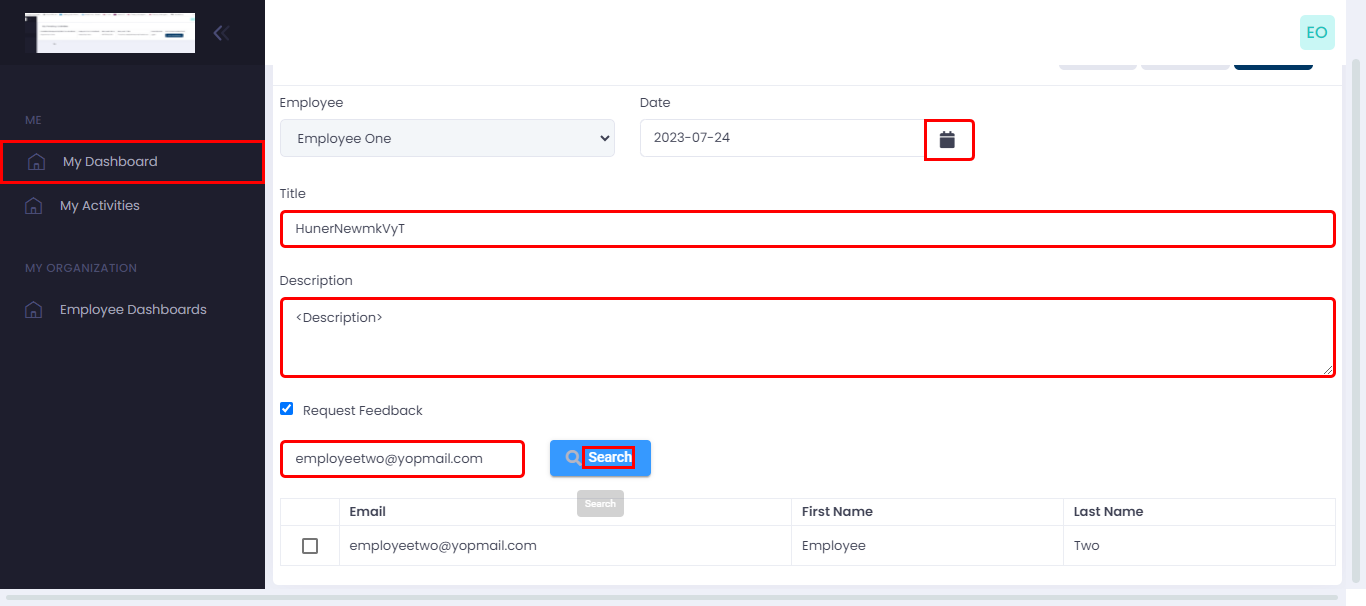 EO
ME
My Dashboard
My Activities
MY ORGANIZATION
Employee Dashboards
Employee Date
Employee One 2023-07-24
Title
HunerNewmkVyT
Description
<Description>
Request Feedback
employeetwo@yopmail.com Search
Search
Email First Name Last Name
employeetwo@yopmail.com Employee Two